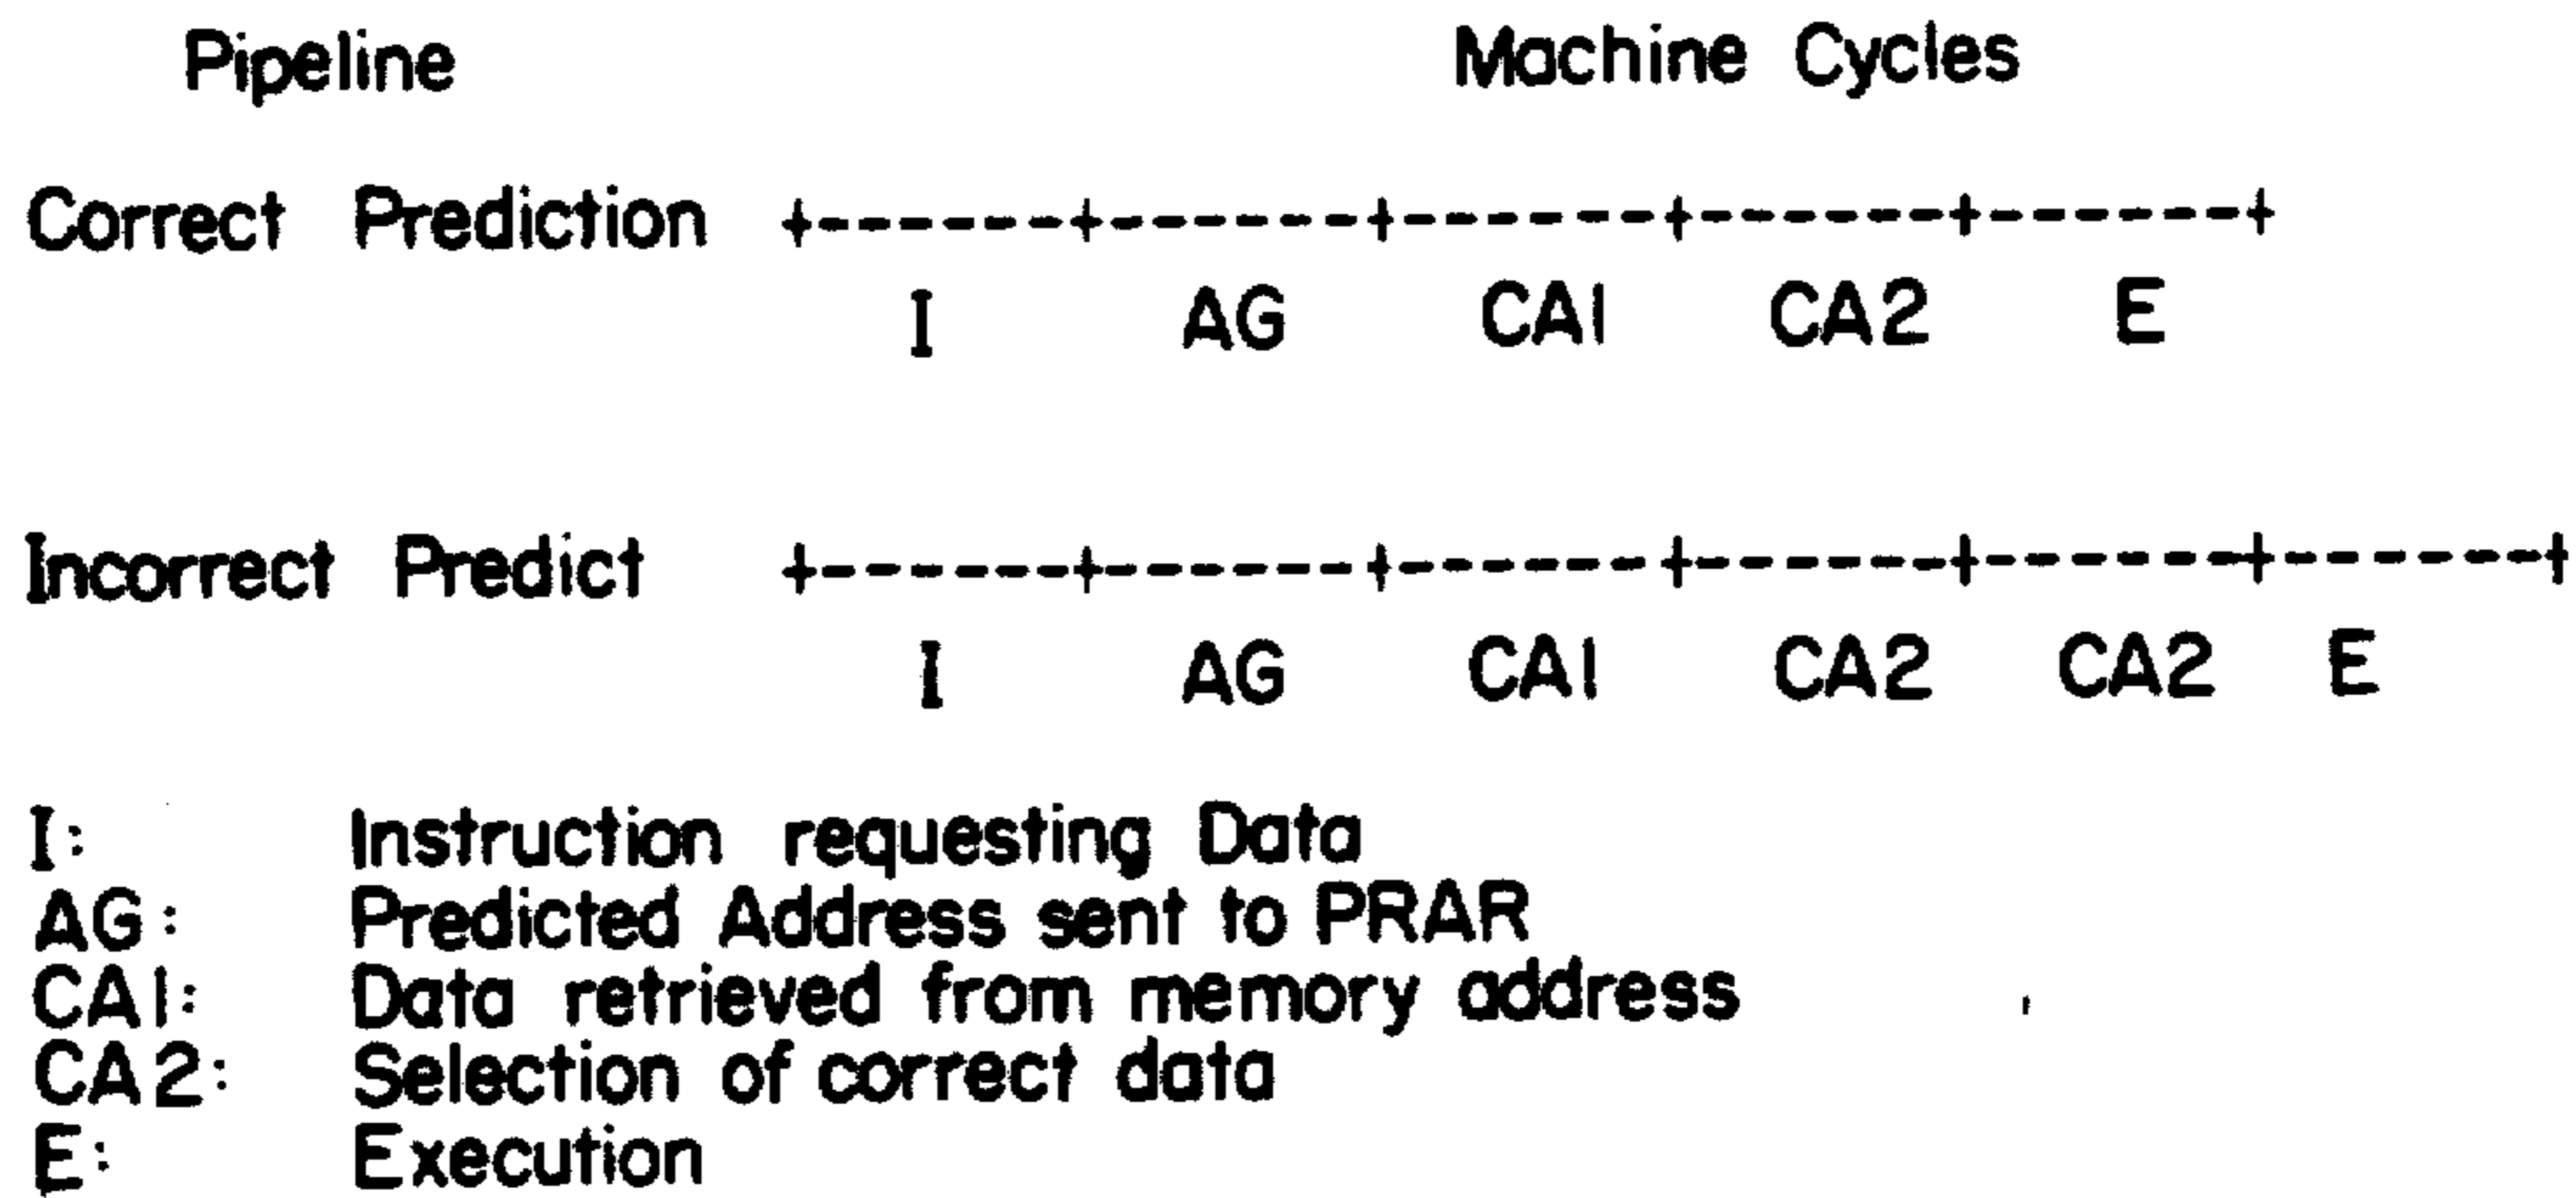 Pipeline Machine Cycles
Correct Prediction +-------+-------+-------+-------+-------+
I AG CA1 CA2 E
Incorrect Predict +-------+-------+-------+-------+-------+-------+
I AG CA1 CA2 CA2 E
I: Instruction requesting Data
AG: Predicted Address sent to PRAR
CA1: Data retrieved from memory address
CA2: Selection of correct data
E: Execution